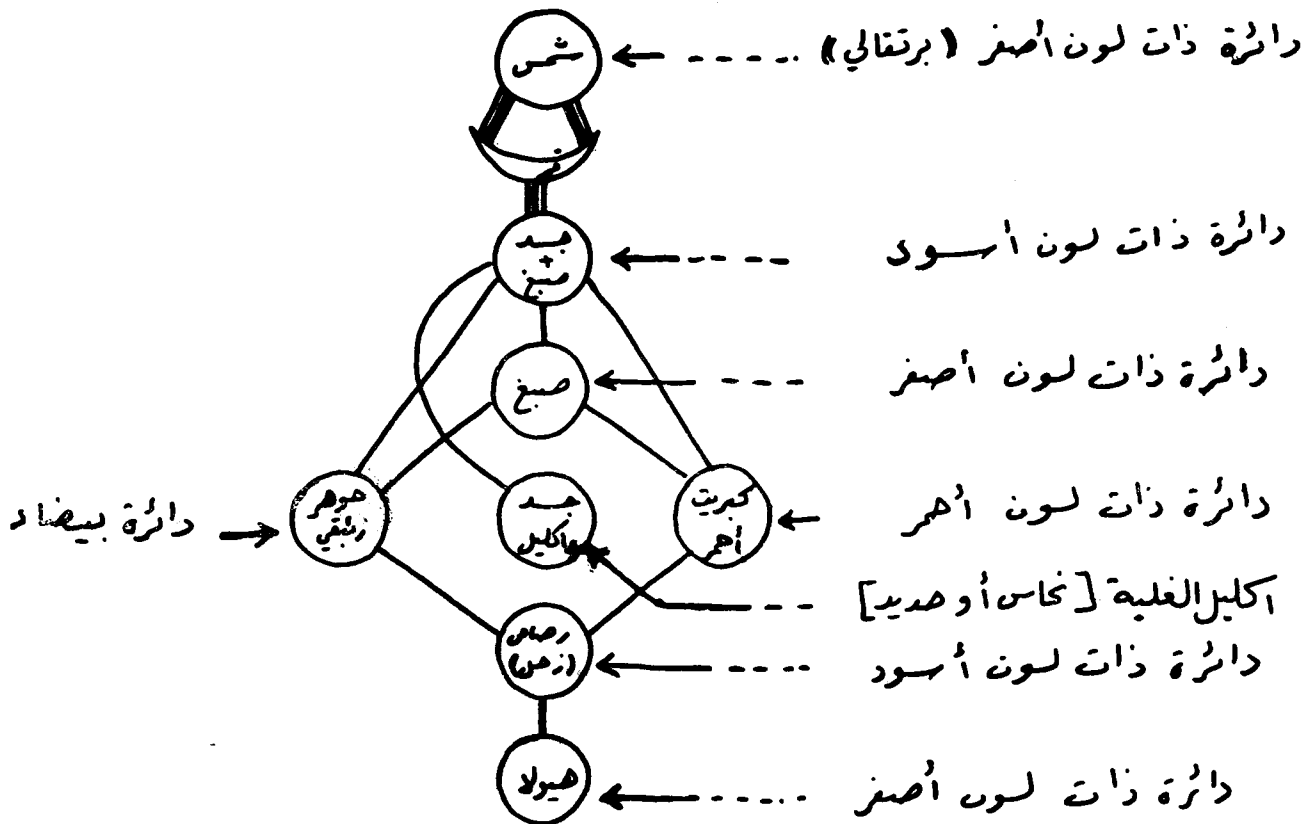 شمس
دائرة ذات لون أصفر (برتقالي)
قمر
جسد
+
صبغ
دائرة ذات لون أسود
صبغ
دائرة ذات لون أصفر
دائرة بيضاء
جوهر
زئبقي
جسد
اكليل
كبريت
أحمر
دائرة ذات لون أحمر
اكليل الغلبة [نحاس أو حديد]
رصاص
(زحل)
دائرة ذات لون أسود
هيولا
دائرة ذات لون أصفر